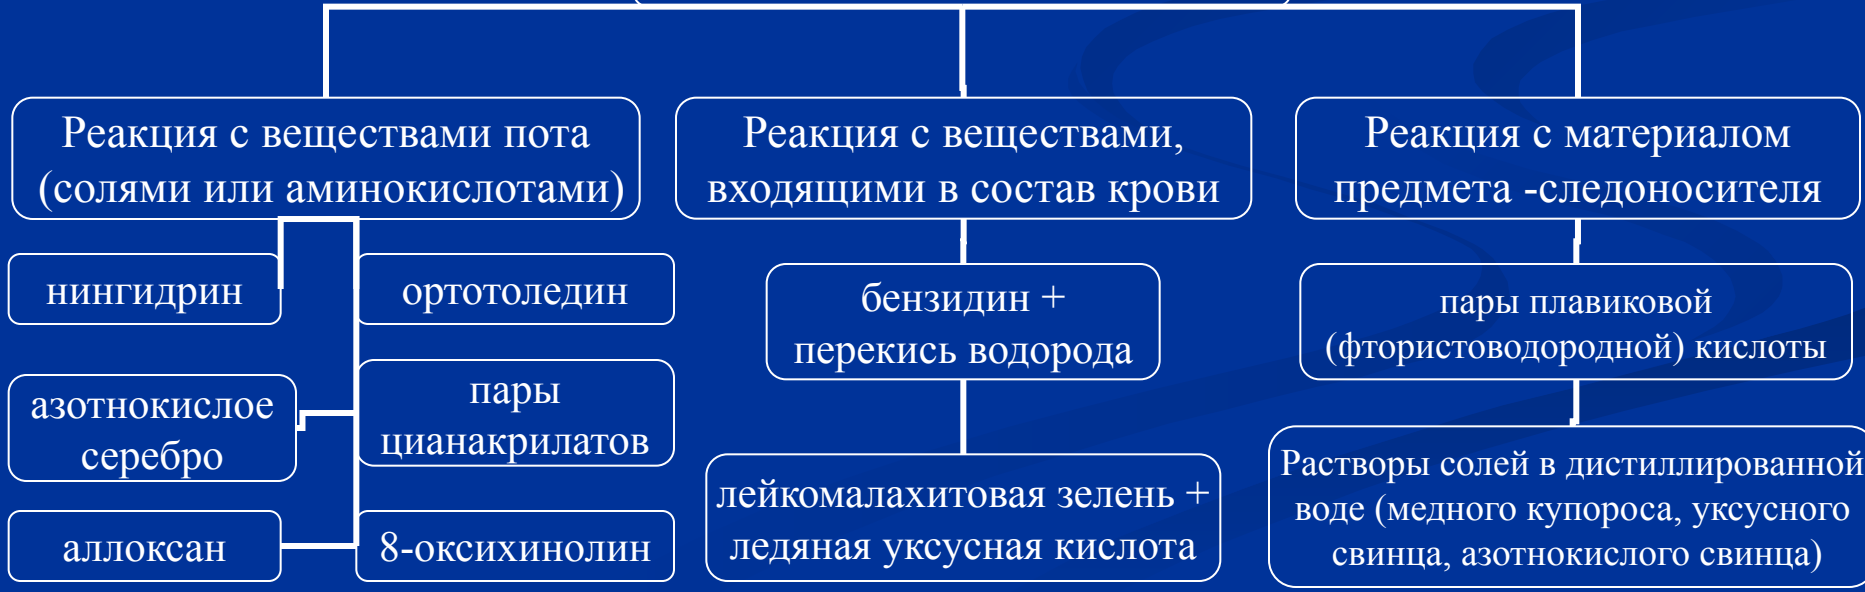 Реакция с веществами пота
(солями или аминокислотами)
Реакция с веществами,
входящими в состав крови
Реакция с материалом
предмета -следоносителя
нингидрин
ортотоледин
азотнокислое
серебро
пары
цианакрилатов
аллоксан
8-оксихинолин
бензидин +
перекись водорода
лейкомалахитовая зелень +
ледяная уксусная кислота
пары плавиковой
(фтористоводородной) кислоты
Растворы солей в дистиллированной
воде (медного купороса, уксусного
свинца, азотнокислого свинца)